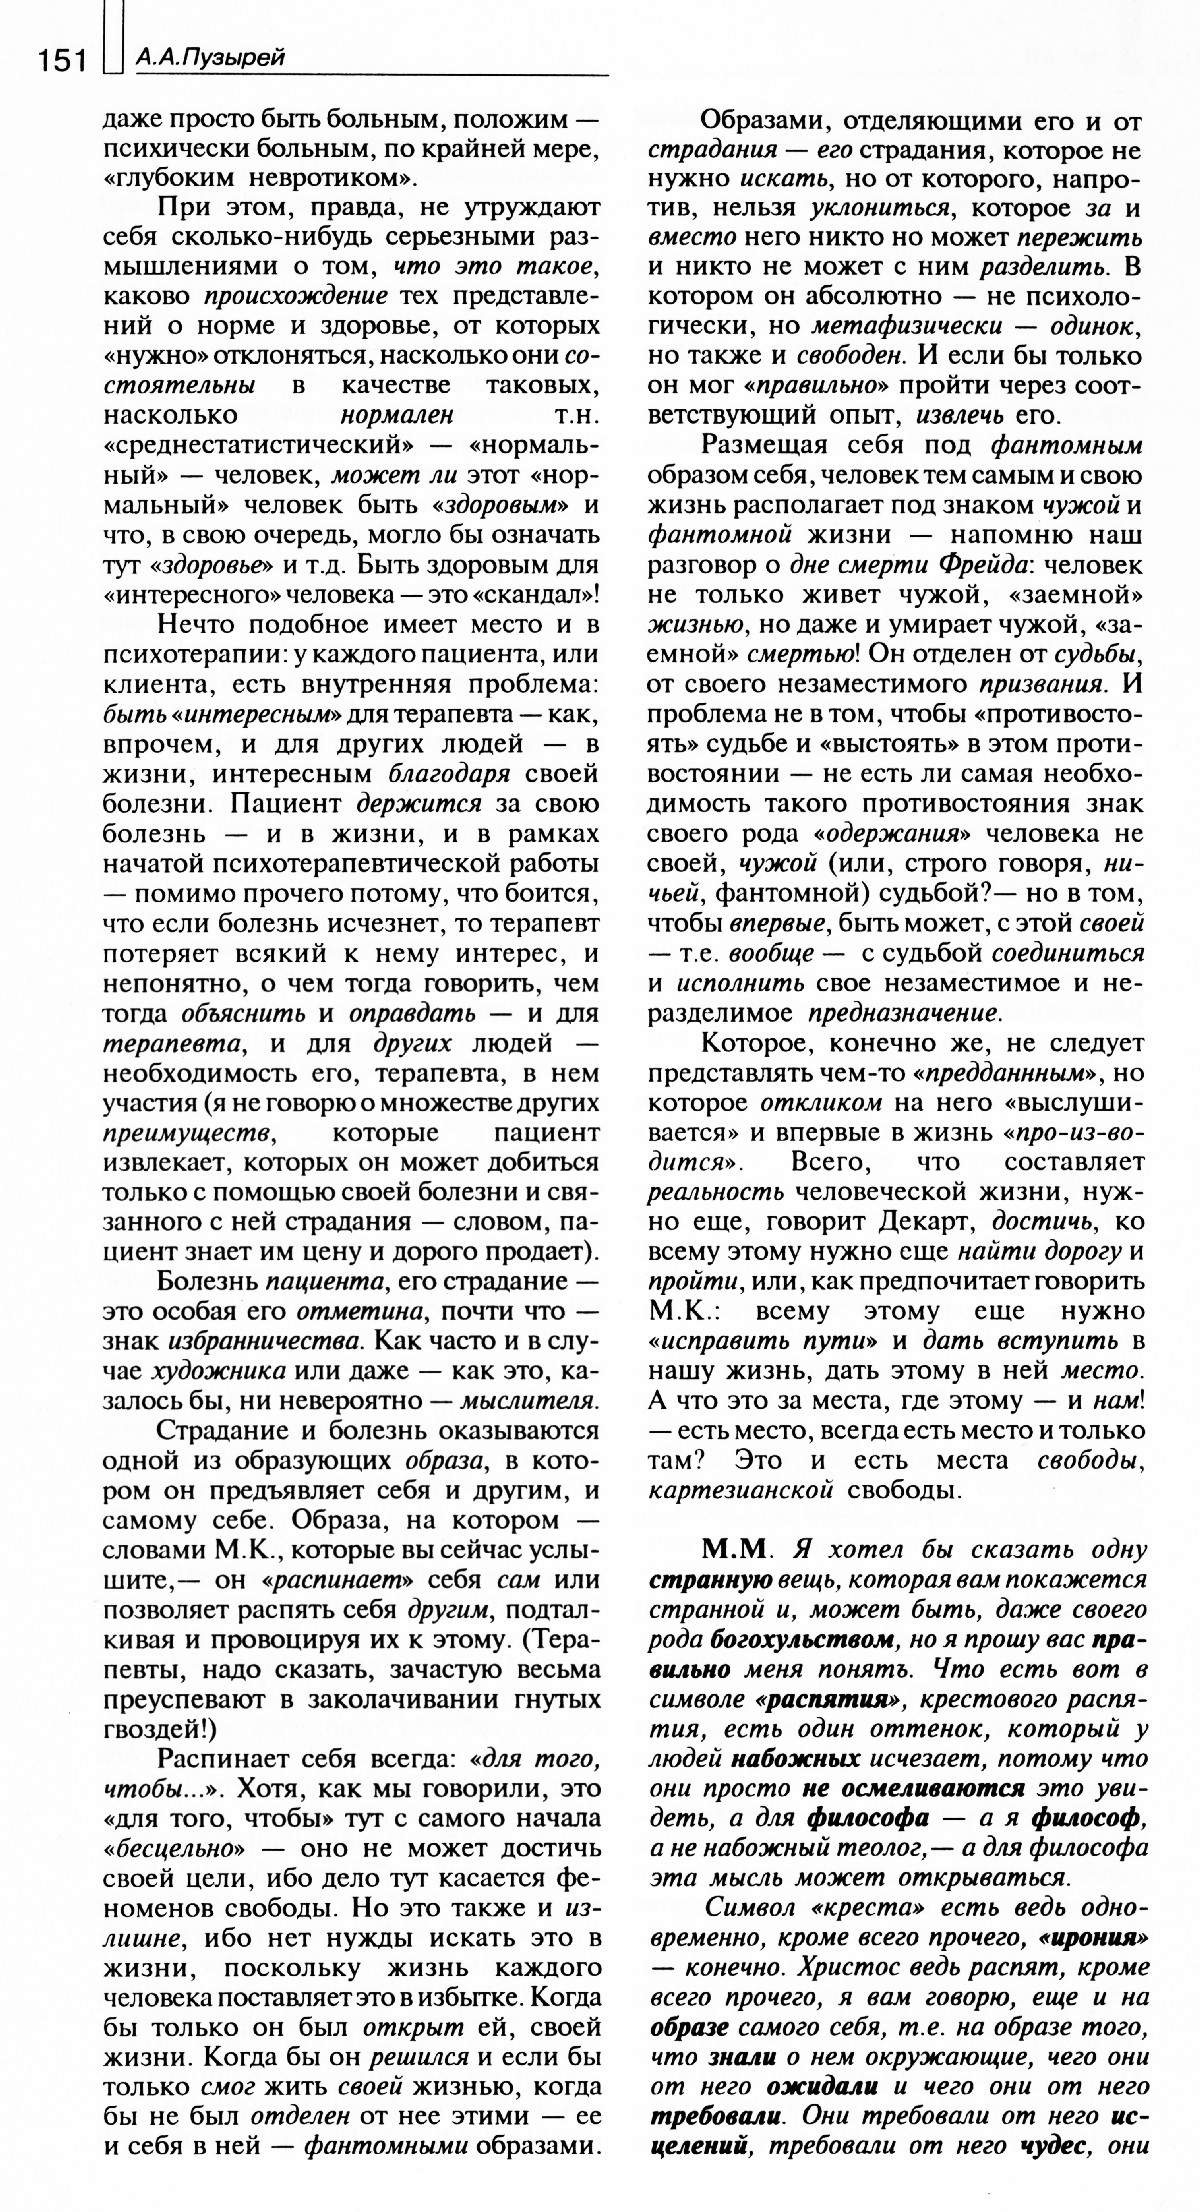 151
А.А.Пузырей
даже просто быть больным, положим —
психически больным, по крайней мере,
«глубоким невротиком».
При этом, правда, не утруждают
себя сколько-нибудь серьезными раз-
мышлениями о том, что это такое,
каково происхождение тех представле-
ний о норме и здоровье, от которых
«нужно» отклоняться, насколько они со-
стоятельны в качестве таковых,
насколько нормален т.н.
«среднестатистический» — «нормаль-
ный» — человек, может ли этот «нор-
мальный» человек быть «здоровым» и
что, в свою очередь, могло бы означать
тут «здоровье» и т.д. Быть здоровым для
«интересного» человека — это «скандал»!
Нечто подобное имеет место и в
психотерапии: у каждого пациента, или
клиента, есть внутренняя проблема:
быть «интересным» для терапевта — как,
впрочем, и для других людей — в
жизни, интересным благодаря своей
болезни. Пациент держится за свою
болезнь — и в жизни, и в рамках
начатой психотерапевтической работы
— помимо прочего потому, что боится,
что если болезнь исчезнет, то терапевт
потеряет всякий к нему интерес, и
непонятно, о чем тогда говорить, чем
тогда объяснить и оправдать — и для
терапевта, и для других людей —
необходимость его, терапевта, в нем
участия (я не говорю о множестве других
преимуществ, которые пациент
извлекает, которых он может добиться
только с помощью своей болезни и свя-
занного с ней страдания — словом, па-
циент знает им цену и дорого продает).
Болезнь пациента, его страдание —
это особая его отметина, почти что —
знак избранничества. Как часто и в слу-
чае художника или даже — как это, ка-
залось бы, ни невероятно — мыслителя.
Страдание и болезнь оказываются
одной из образующих образа, в кото-
ром он предъявляет себя и другим, и
самому себе. Образа, на котором —
словами М.К., которые вы сейчас услы-
шите,— он «распинает» себя сам или
позволяет распять себя другим, подтал-
кивая и провоцируя их к этому. (Тера-
певты, надо сказать, зачастую весьма
преуспевают в заколачивании гнутых
гвоздей!)
Распинает себя всегда: «для того,
чтобы...». Хотя, как мы говорили, это
«для того, чтобы» тут с самого начала
«бесцельно» — оно не может достичь
своей цели, ибо дело тут касается фе-
номенов свободы. Но это также и из-
лишне, ибо нет нужды искать это в
жизни, поскольку жизнь каждого
человека поставляет это в избытке. Когда
бы только он был открыт ей, своей
жизни. Когда бы он решился и если бы
только смог жить своей жизнью, когда
бы не был отделен от нее этими — ее
и себя в ней — фантомными образами.
Образами, отделяющими его и от
страдания — его страдания, которое не
нужно искать, но от которого, напро-
тив, нельзя уклониться, которое за и
вместо него никто но может пережить
и никто не может с ним разделить. В
котором он абсолютно — не психоло-
гически, но метафизически — одинок,
но также и свободен. И если бы только
он мог «правильно» пройти через соот-
ветствующий опыт, извлечь его.
Размещая себя под фантомным
образом себя, человек тем самым и свою
жизнь располагает под знаком чужой и
фантомной жизни — напомню наш
разговор о дне смерти Фрейда: человек
не только живет чужой, «заемной»
жизнью, но даже и умирает чужой, «за-
емной» смертью! Он отделен от судьбы,
от своего незаместимого призвания. И
проблема не в том, чтобы «противосто-
ять» судьбе и «выстоять» в этом проти-
востоянии — не есть ли самая необхо-
димость такого противостояния знак
своего рода «одержания» человека не
своей, чужой (или, строго говоря, ни-
чьей, фантомной) судьбой?— но в том,
чтобы впервые, быть может, с этой своей
— т.е. вообще — с судьбой соединиться
и исполнить свое незаместимое и не-
разделимое предназначение.
Которое, конечно же, не следует
представлять чем-то «предданнным», но
которое откликом на него «выслуши-
вается» и впервые в жизнь «про-из-во-
дится». Всего, что составляет
реальность человеческой жизни, нуж-
но еще, говорит Декарт, достичь, ко
всему этому нужно еще найти дорогу и
пройти, или, как предпочитает говорить
М.К.: всему этому еще нужно
«исправить пути» и дать вступить в
нашу жизнь, дать этому в ней место.
А что это за места, где этому — и нам!
— есть место, всегда есть место и только
там? Это и есть места свободы,
картезианской свободы.
М.М. Я хотел бы сказать одну
странную вещь, которая вам покажется
странной и, может быть, даже своего
рода богохульством, но я прошу вас пра-
вильно меня понять. Что есть вот в
символе «распятия», крестового распя-
тия, есть один оттенок, который у
людей набожных исчезает, потому что
они просто не осмеливаются это уви-
деть, а для философа — а я философ,
а не набожный теолог,— а для философа
эта мысль может открываться.
Символ «креста» есть ведь одно-
временно, кроме всего прочего, «ирония»
— конечно. Христос ведь распят, кроме
всего прочего, я вам говорю, еще и на
образе самого себя, т.е. на образе того,
что знали о нем окружающие, чего они
от него ожидали и чего они от него
требовали. Они требовали от него ис-
целений, требовали от него чудес, они